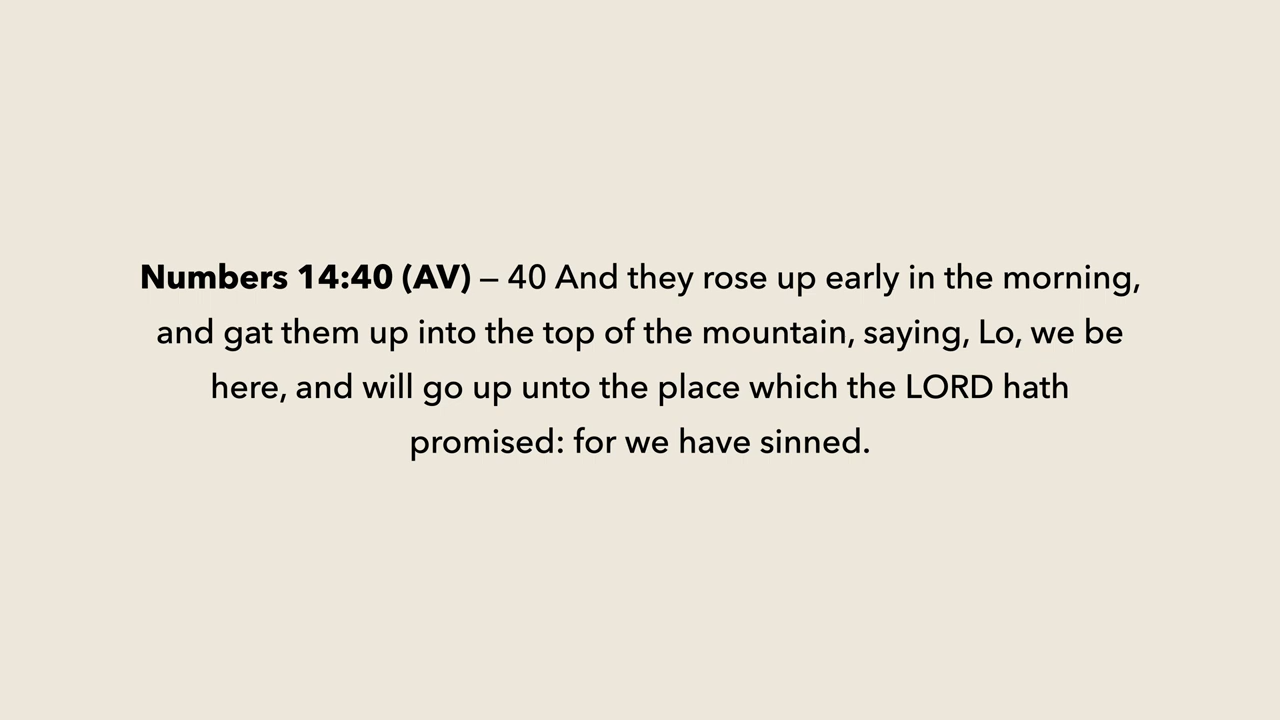 Numbers 14:40 (AV) – 40 And they rose up early in the morning,
and gat them up into the top of the mountain, saying, Lo, we be
here, and will go up unto the place which the LORD hath
promised: for we have sinned.